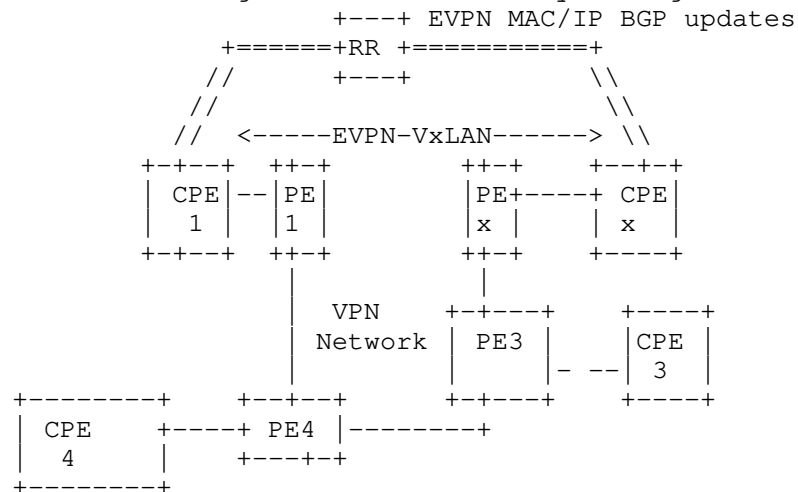 +---+ EVPN MAC/IP BGP updates
+======+RR +===========+
// +---+ \\
// \\
// <-----EVPN-VxLAN------> \\
+-+--+ ++-+ ++-+ +--+-+
| CPE|--|PE| |PE+----+ CPE|
| 1 | |1 | |x | | x |
+-+--+ ++-+ ++-+ +----+
| |
| VPN +-+---+ +----+
| Network | PE3 | |CPE |
| | |- --| 3 |
+--------+ +--+--+ +-+---+ +----+
| CPE +----+ PE4 |--------+
| 4 | +---+-+
+--------+